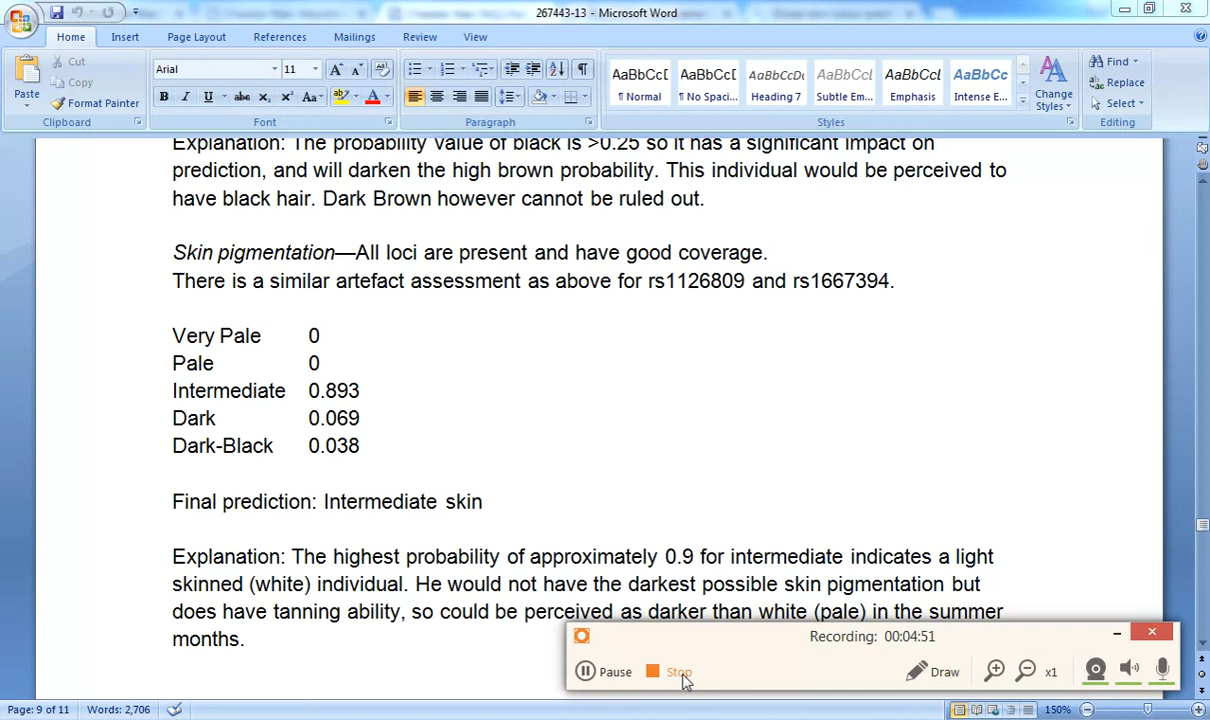 267443-13 - Microsoft Word
Home Insert Page Layout References Mailings Review View
Cut
Copy
Format Painter
Paste
Clipboard
Arial 11
B I U abc X₂ X² Aa
Font
Paragraph
AaBbCcD AaBbCcD AaBbCcDc AaBbCcD AaBbCcL AaBbCc
¶ Normal ¶ No Spaci... Heading 7 Subtle Em... Emphasis Intense E...
Change Styles
Styles
Find
Replace
Select
Editing
Explanation: The probability value of black is >0.25 so it has a significant impact on
prediction, and will darken the high brown probability. This individual would be perceived to
have black hair. Dark Brown however cannot be ruled out.
Skin pigmentation—All loci are present and have good coverage.
There is a similar artefact assessment as above for rs1126809 and rs1667394.
Very Pale 0
Pale 0
Intermediate 0.893
Dark 0.069
Dark-Black 0.038
Final prediction: Intermediate skin
Explanation: The highest probability of approximately 0.9 for intermediate indicates a light
skinned (white) individual. He would not have the darkest possible skin pigmentation but
does have tanning ability, so could be perceived as darker than white (pale) in the summer
months.
Recording: 00:04:51
Pause Stop Draw x1
Page: 9 of 11 Words: 2,706 150%